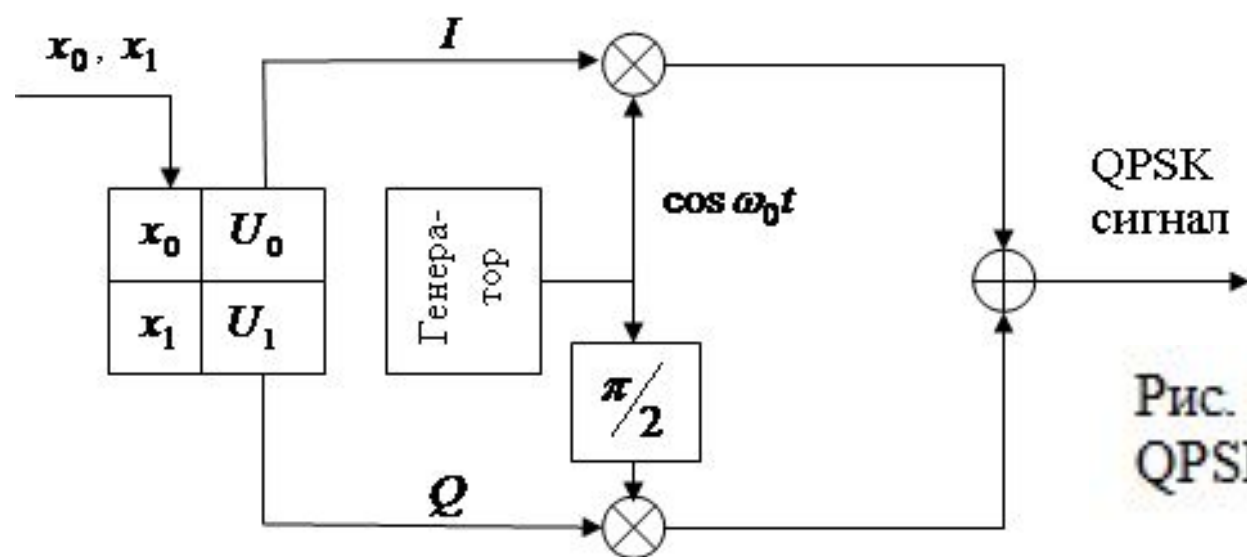 x₀, x₁
I
x₀ U₀
x₁ U₁
Генера-
тор
cos ω₀t
π/2
Q
QPSK
сигнал
Рис.